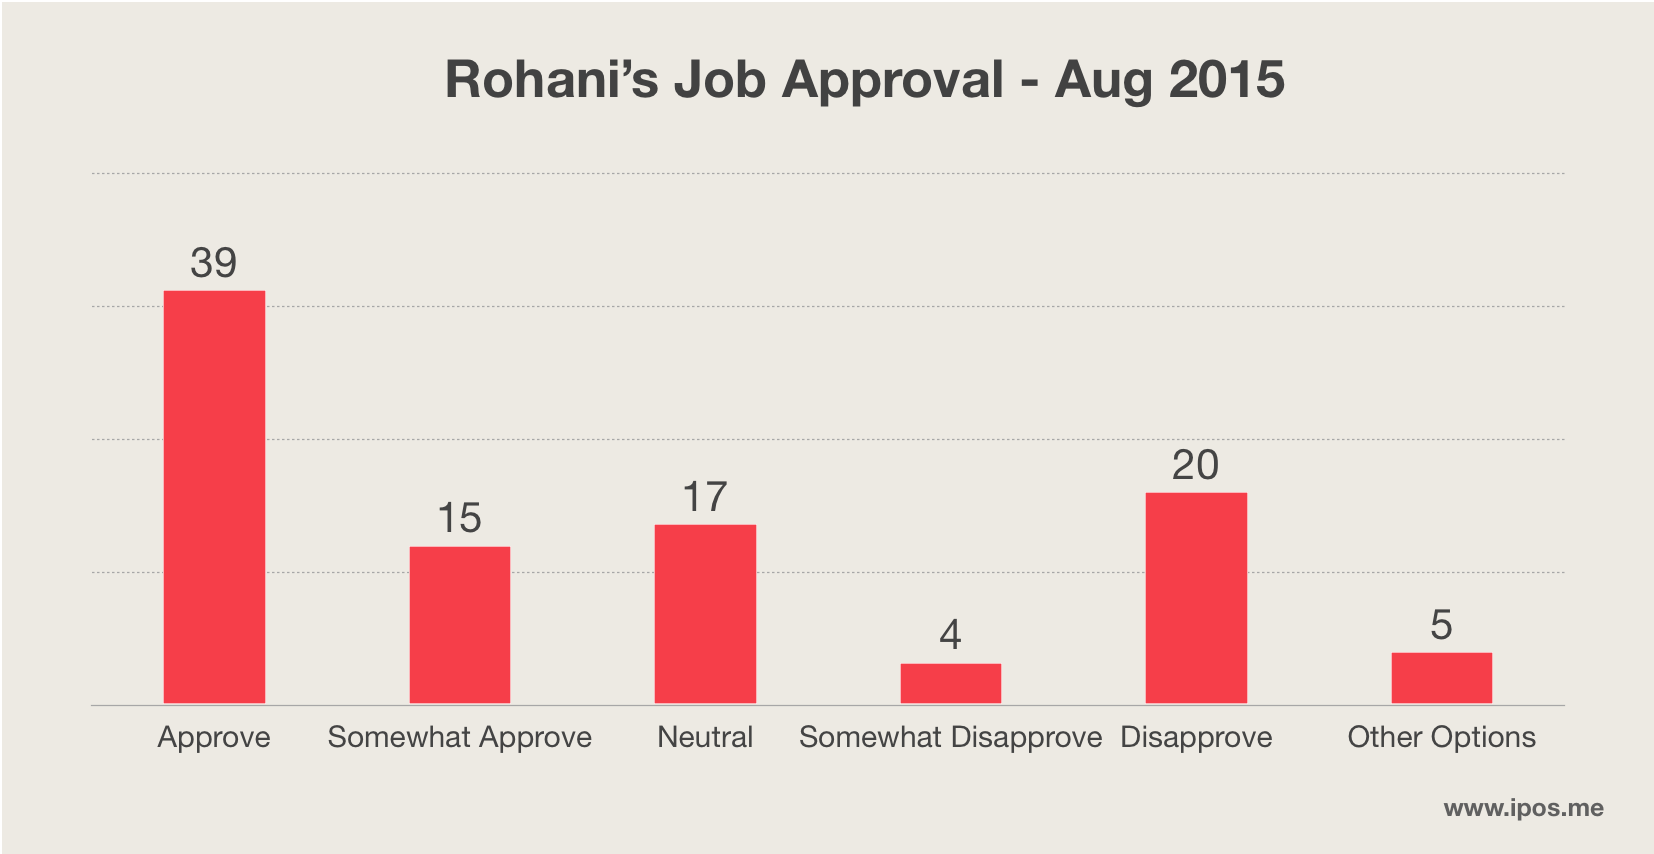 Rohani’s Job Approval - Aug 2015
39
15
17
4
20
5
Approve
Somewhat Approve
Neutral
Somewhat Disapprove
Disapprove
Other Options
www.ipos.me